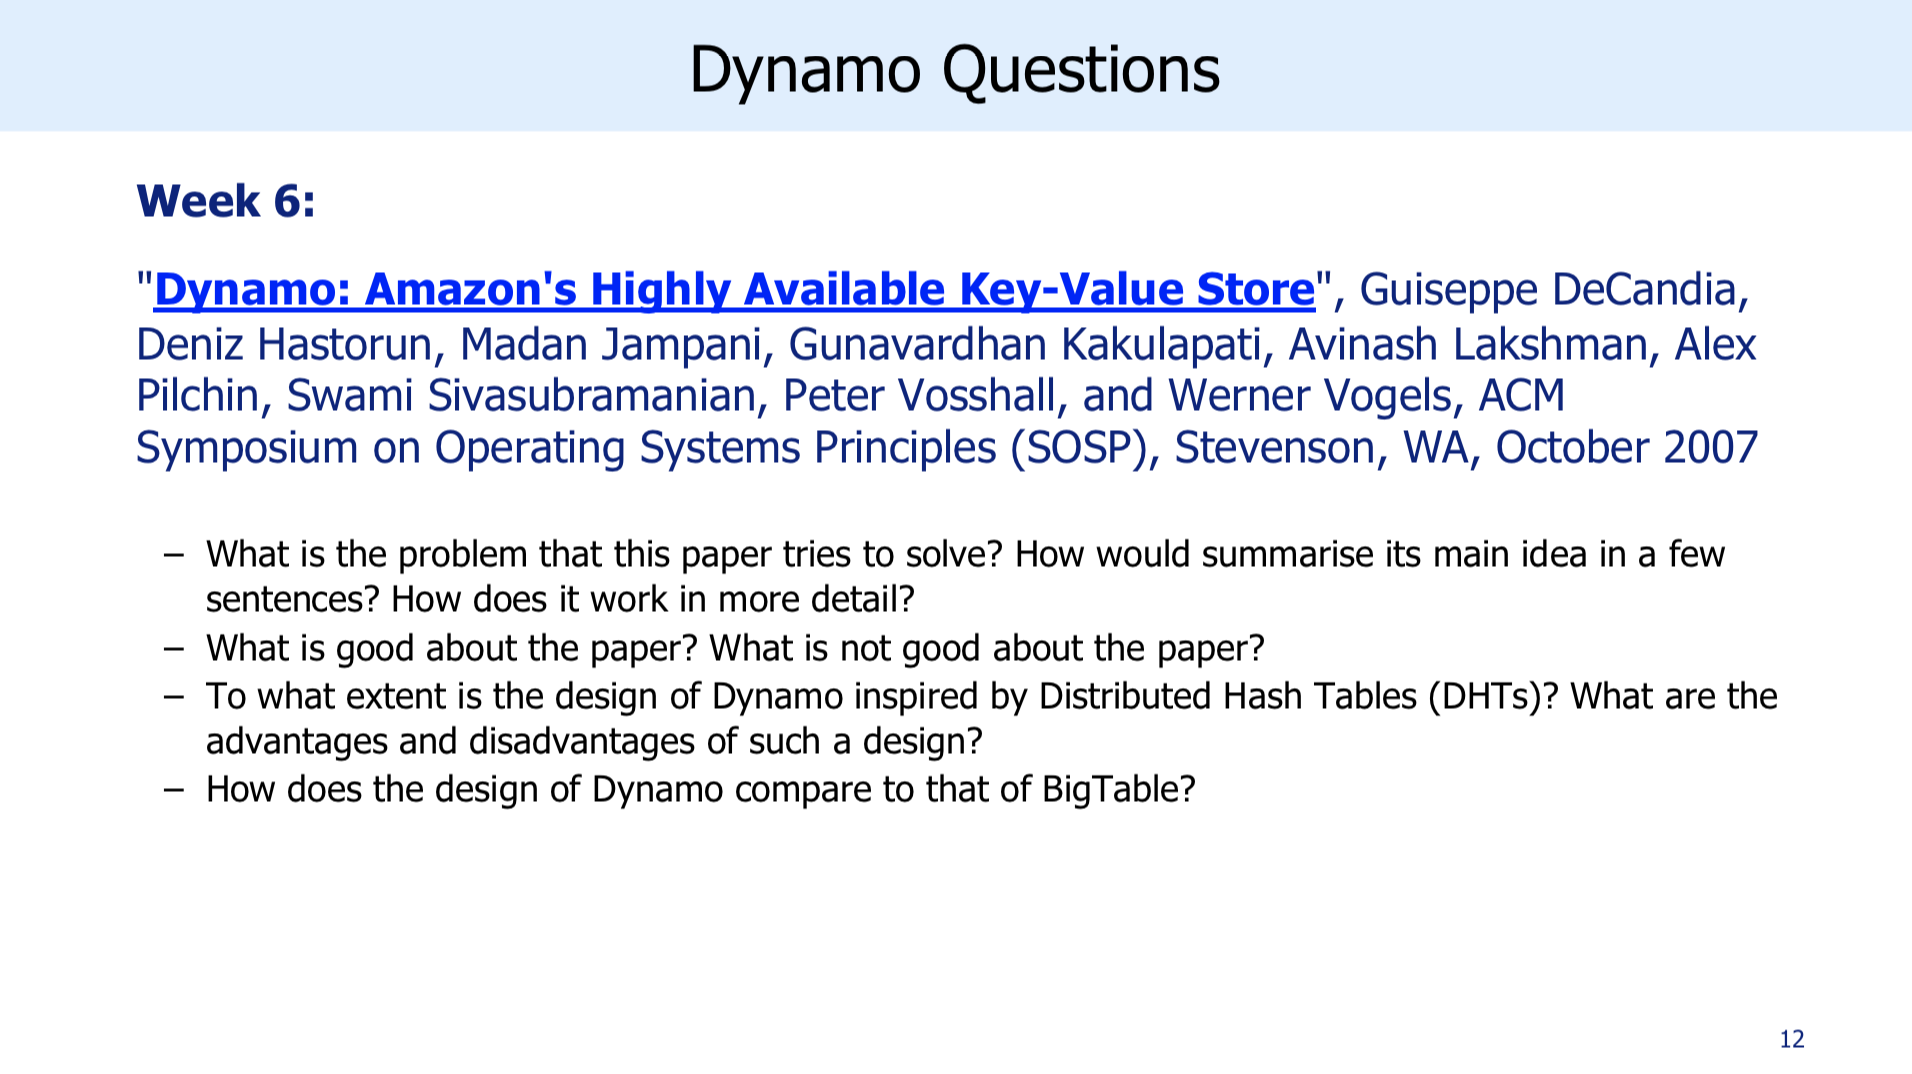 Dynamo Questions
Week 6:
"Dynamo: Amazon's Highly Available Key-Value Store", Guiseppe DeCandia,
Deniz Hastorun, Madan Jampani, Gunavardhan Kakulapati, Avinash Lakshman, Alex
Pilchin, Swami Sivasubramanian, Peter Vosshall, and Werner Vogels, ACM
Symposium on Operating Systems Principles (SOSP), Stevenson, WA, October 2007
– What is the problem that this paper tries to solve? How would summarise its main idea in a few
sentences? How does it work in more detail?
– What is good about the paper? What is not good about the paper?
– To what extent is the design of Dynamo inspired by Distributed Hash Tables (DHTs)? What are the
advantages and disadvantages of such a design?
– How does the design of Dynamo compare to that of BigTable?
12